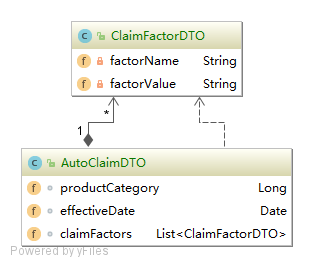 C ClaimFactorDTO
f factorName String
f factorValue String
*
1
C AutoClaimDTO
f productCategory Long
f effectiveDate Date
f claimFactors List<ClaimFactorDTO>
Powered by yFiles